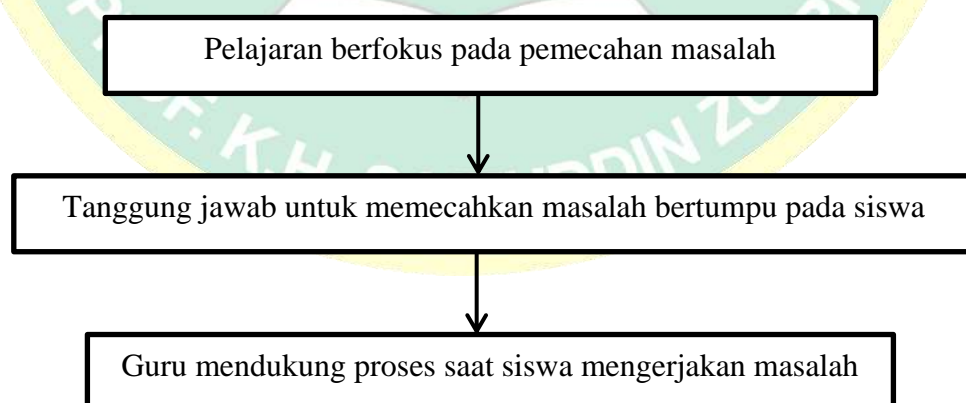 Pelajaran berfokus pada pemecahan masalah
Tanggung jawab untuk memecahkan masalah bertumpu pada siswa
Guru mendukung proses saat siswa mengerjakan masalah